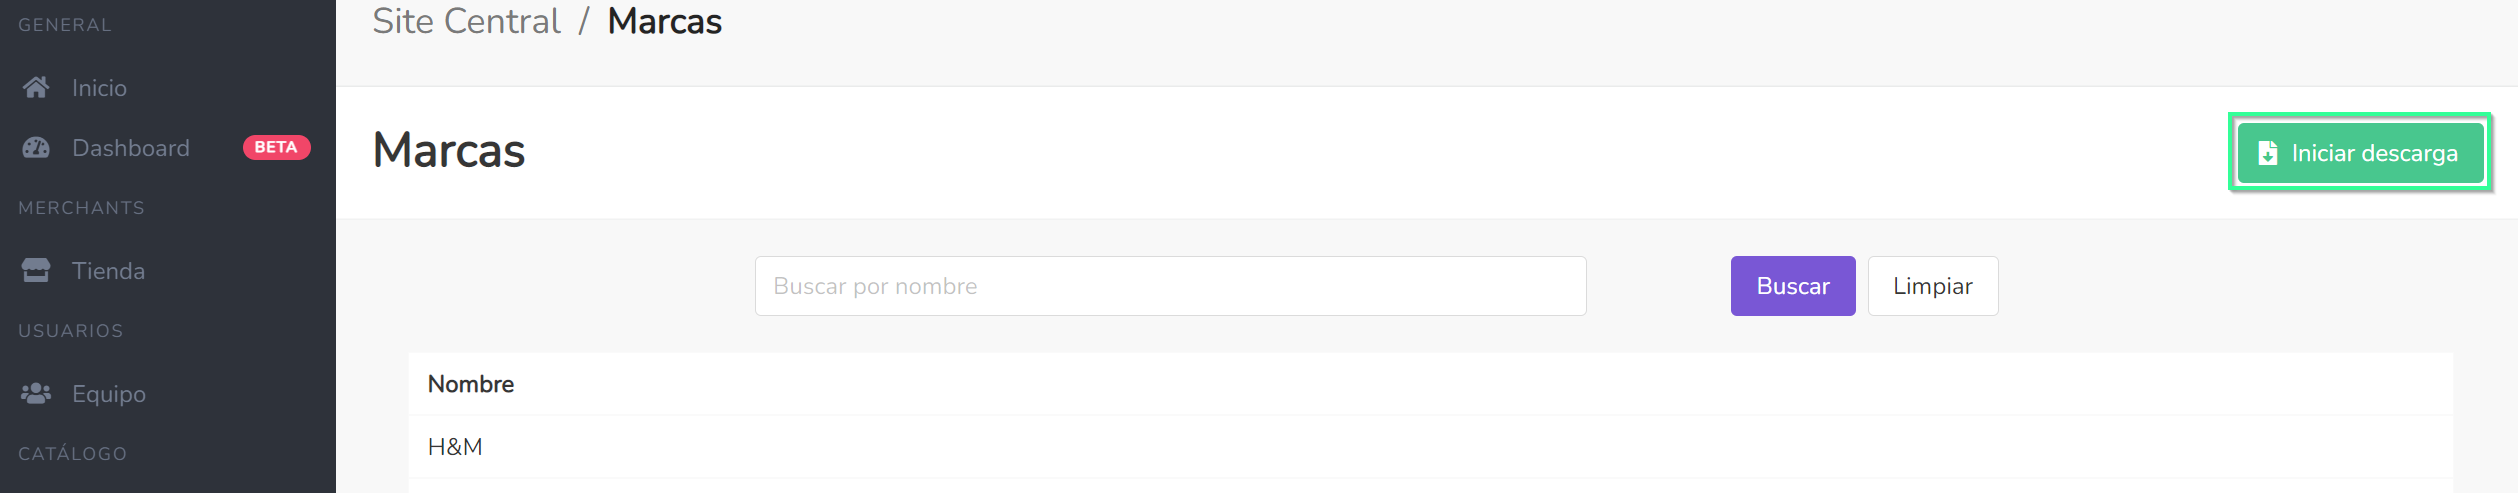 GENERAL
Inicio
Dashboard BETA
MERCHANTS
Tienda
USUARIOS
Equipo
CATÁLOGO
Site Central / Marcas
Marcas
Iniciar descarga
Buscar por nombre
Buscar
Limpiar
Nombre
H&M